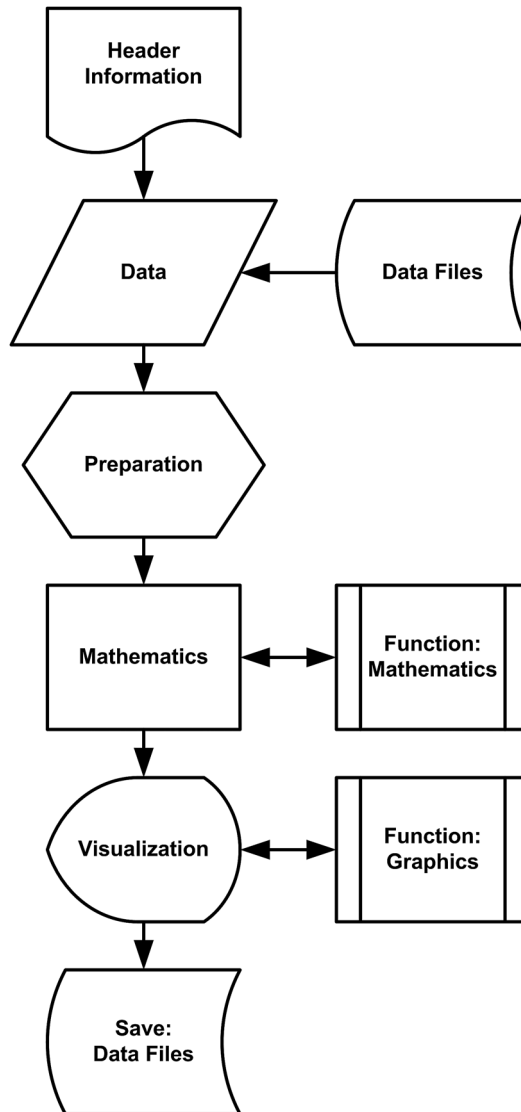 Header
Information
Data
Data Files
Preparation
Mathematics
Function:
Mathematics
Visualization
Function:
Graphics
Save:
Data Files